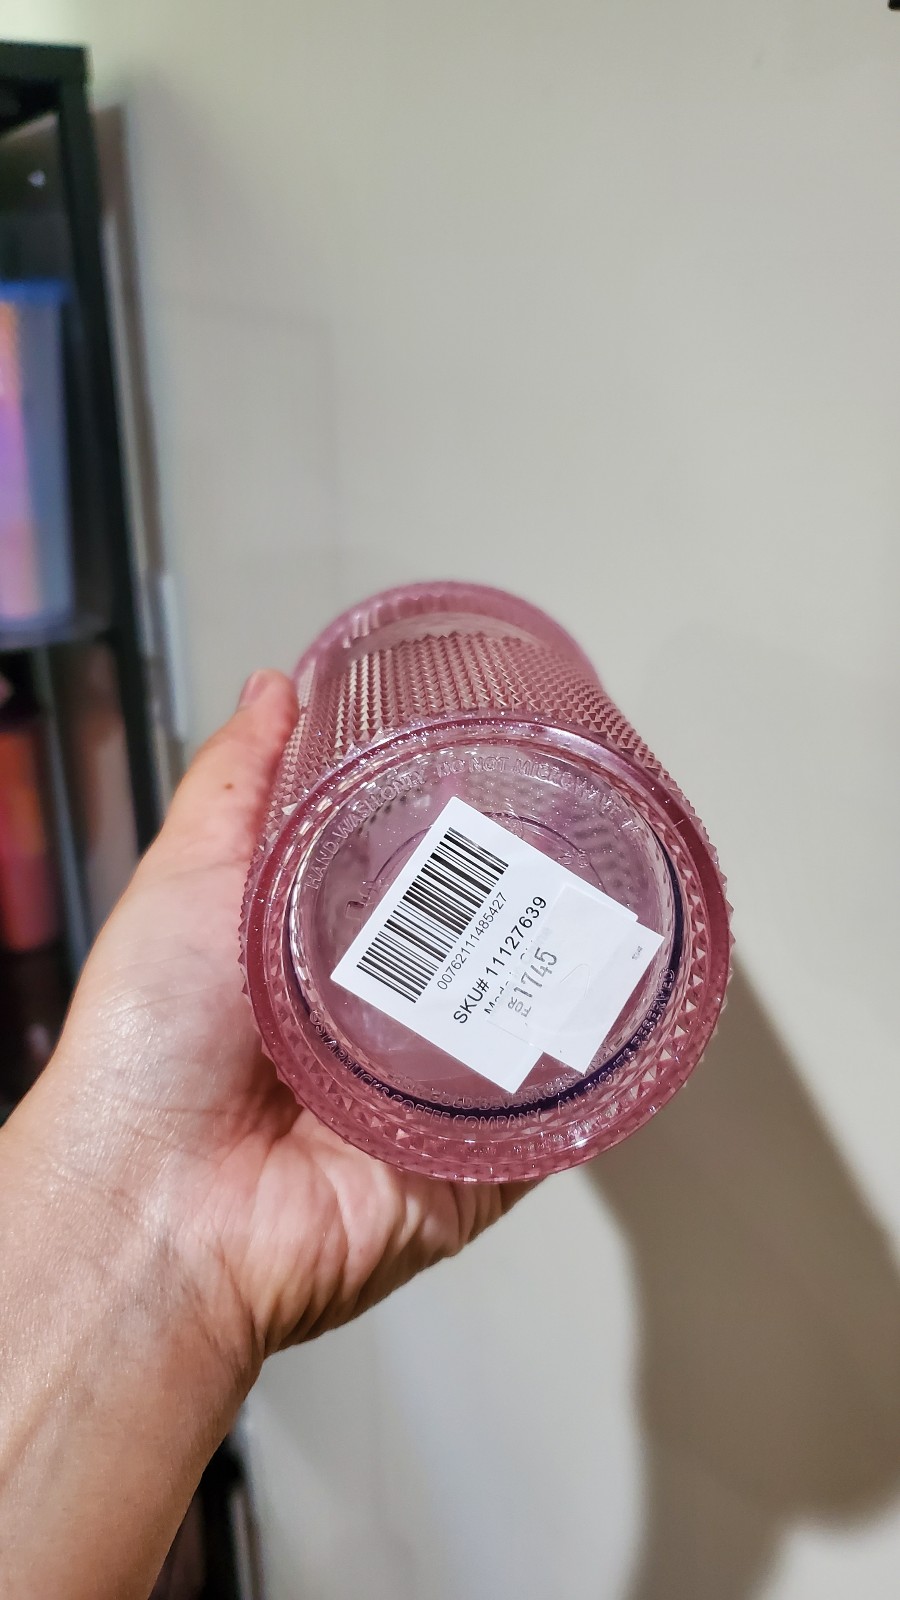 HAND WASH ONLY DO NOT MICROWAVE
00762111485427
SKU#11127639
1745
STARBUCKS COFFEE COMPANY ALL RIGHTS RESERVED